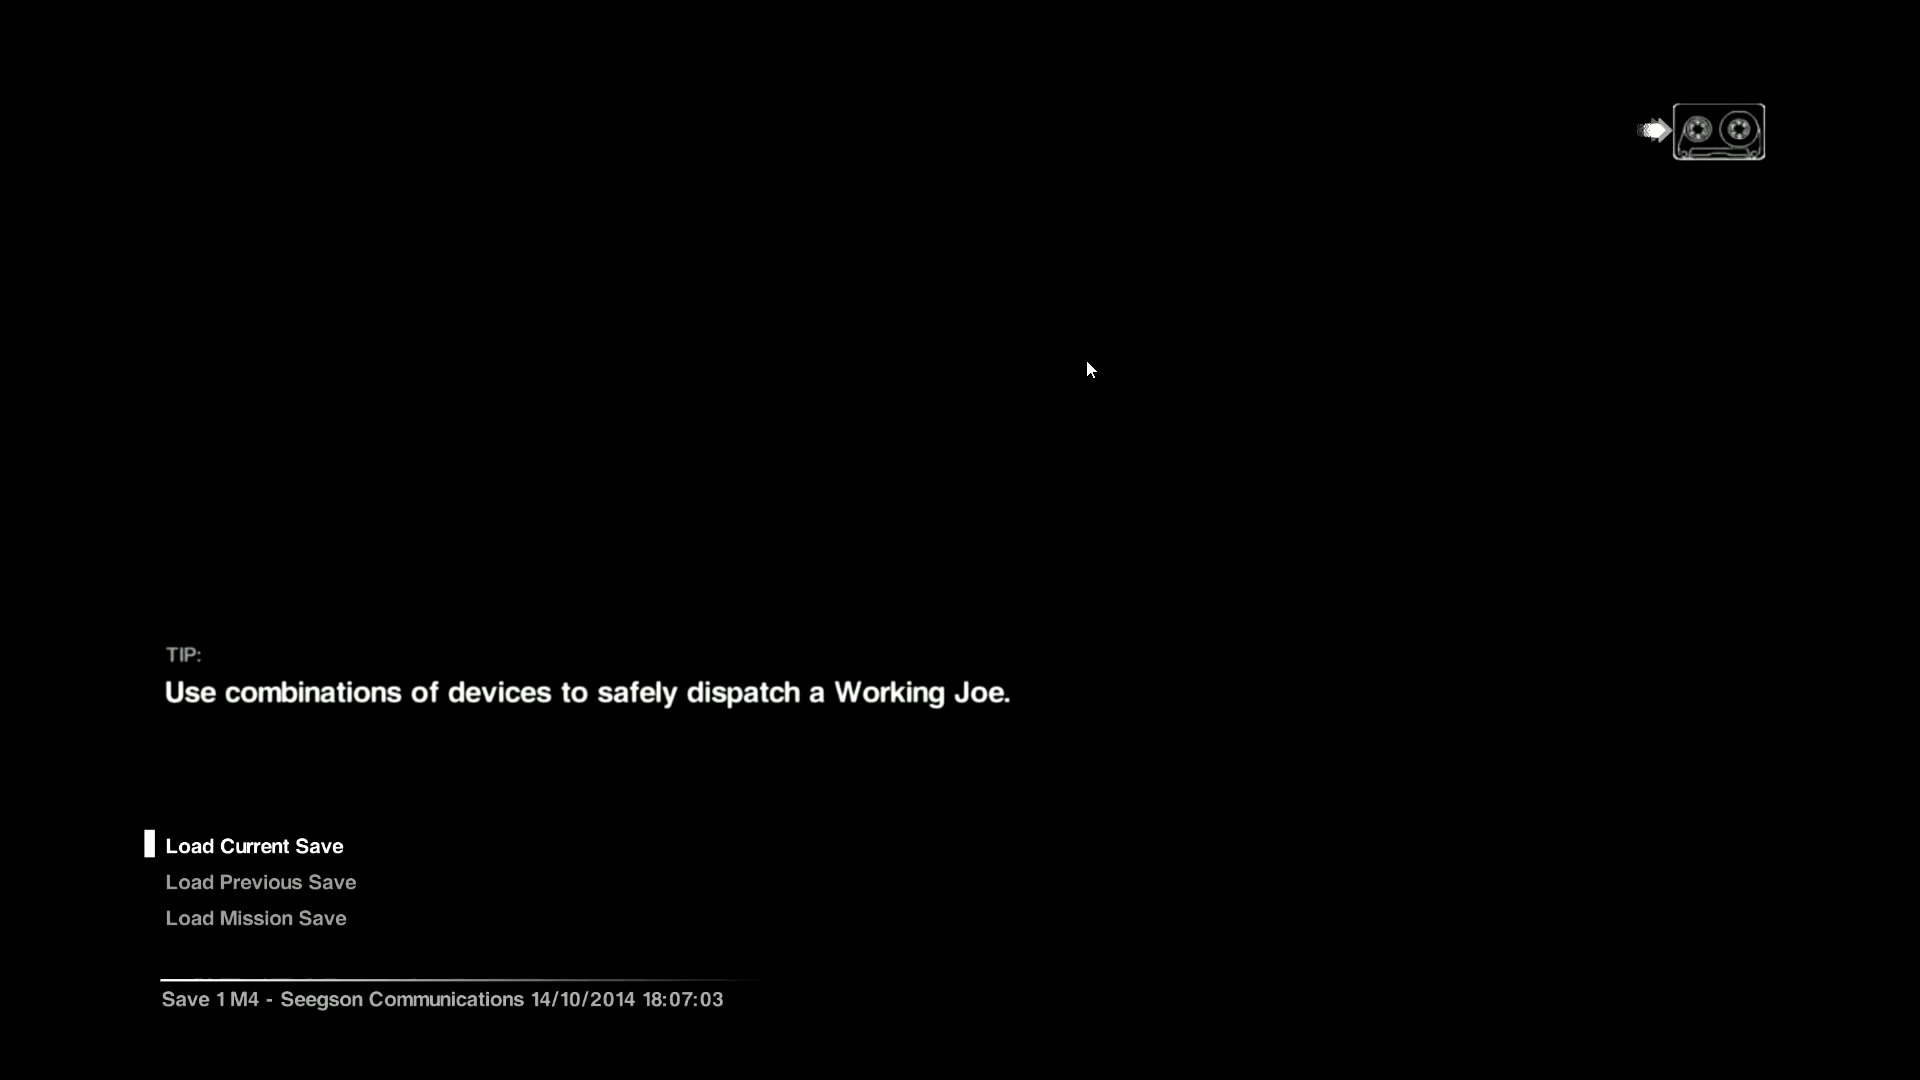 TIP:
Use combinations of devices to safely dispatch a Working Joe.
Load Current Save
Load Previous Save
Load Mission Save
Save 1 M4 - Seegson Communications 14/10/2014 18:07:03